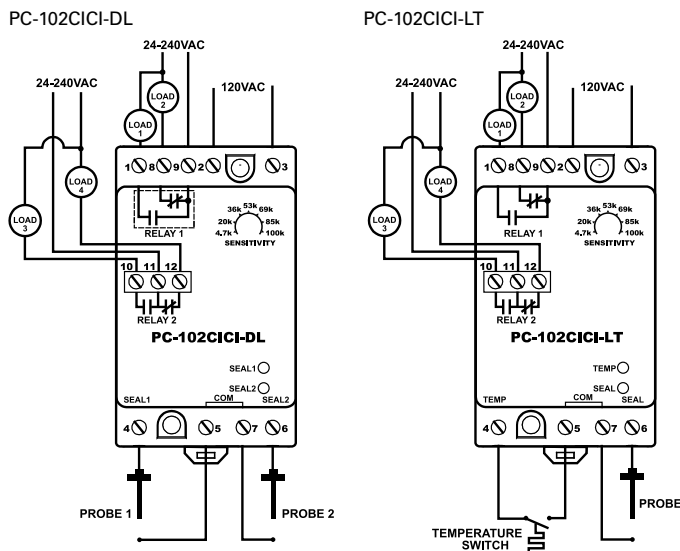 PC-102CICI-DL
24-240VAC
24-240VAC
120VAC
LOAD 2
LOAD 1
LOAD 4
LOAD 3
1 8 9 2 3
RELAY 1
36k 53k 69k
20k 85k
4.7k 100k
SENSITIVITY
10 11 12
RELAY 2
PC-102CICI-DL
SEAL1
SEAL2
SEAL1 COM SEAL2
4 5 7 6
PROBE 1
PROBE 2
PC-102CICI-LT
24-240VAC
24-240VAC
120VAC
LOAD 2
LOAD 1
LOAD 4
LOAD 3
1 8 9 2 3
RELAY 1
36k 53k 69k
20k 85k
4.7k 100k
SENSITIVITY
10 11 12
RELAY 2
PC-102CICI-LT
TEMP
SEAL
TEMP COM SEAL
4 5 7 6
PROBE
TEMPERATURE
SWITCH